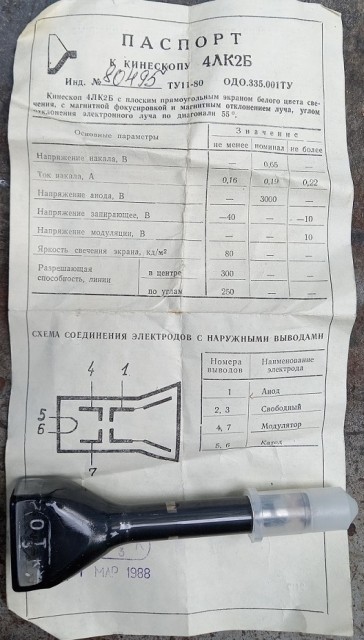 ПАСПОРТ
К КИНЕСКОПУ 4ЛК2Б
Инд. № 80495 ТУ11-80 ОДО.335.001ТУ
Кинескоп 4ЛК2Б с плоским прямоугольным экраном белого цвета све-
чения, с магнитной фокусировкой и магнитным отклонением луча, углом
отклонения электронного луча по диагонали 55°.
Основные параметры Значение
не менее номинал не более
Напряжение накала, В — 0,65 —
Ток накала, А 0,16 0,19 0,22
Напряжение анода, В — 3000 —
Напряжение запирающее, В —40 — —10
Напряжение модуляции, В — — 10
Яркость свечения экрана, кд/м² 80 — —
Разрешающая способность, линии в центре 300 — —
по углам 250 — —
СХЕМА СОЕДИНЕНИЯ ЭЛЕКТРОДОВ С НАРУЖНЫМИ ВЫВОДАМИ
4 1
5
6
7
Номера выводов Наименование электрода
1 Анод
2, 3 Свободный
4, 7 Модулятор
5, 6 Катод
МАР 1988